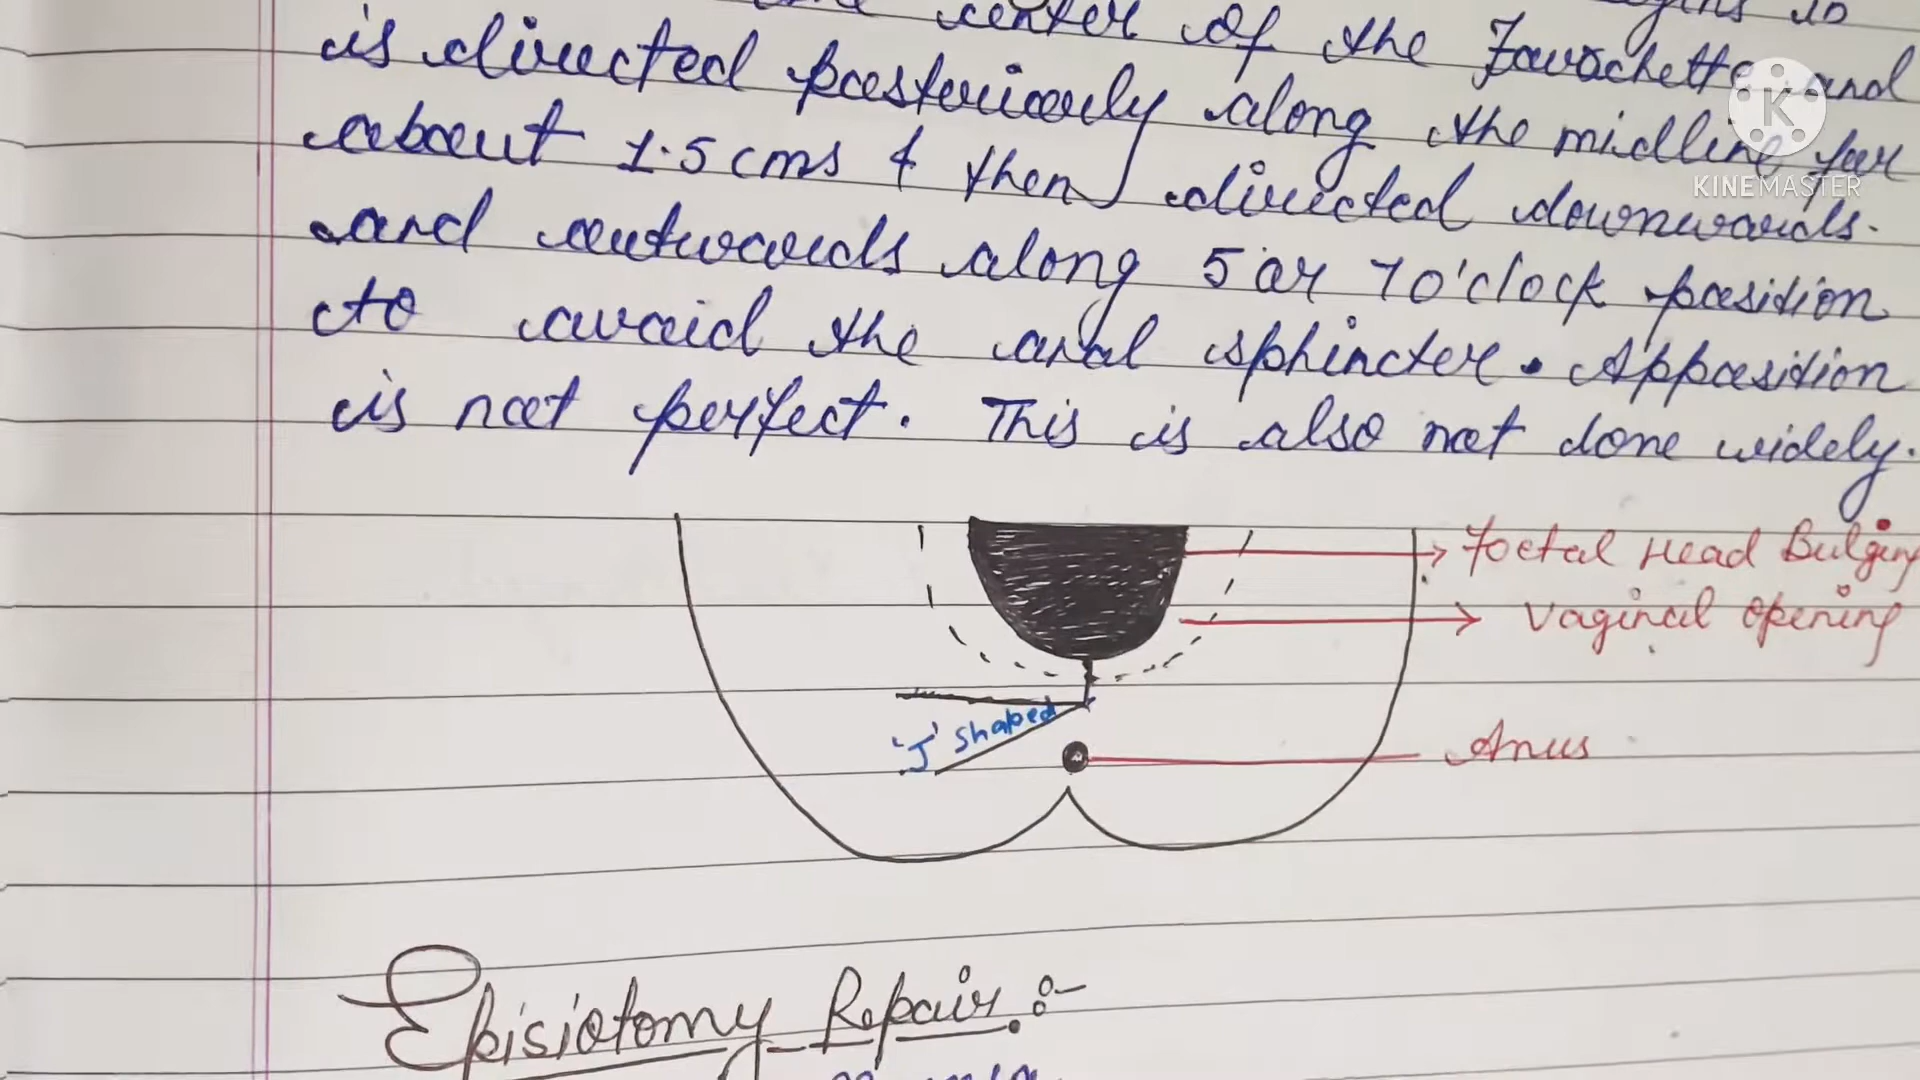 center of the Fourchette and
is directed posteriorly along the midline for
about 1.5 cms & then directed downwards.
and outwards along 5 or 7 o'clock position
to avoid the anal sphincter. Apposition
is not perfect. This is also not done widely.
Foetal Head Bulging
Vaginal Opening
'J' shaped
Anus
Episiotomy Repair :-
K
KINEMASTER